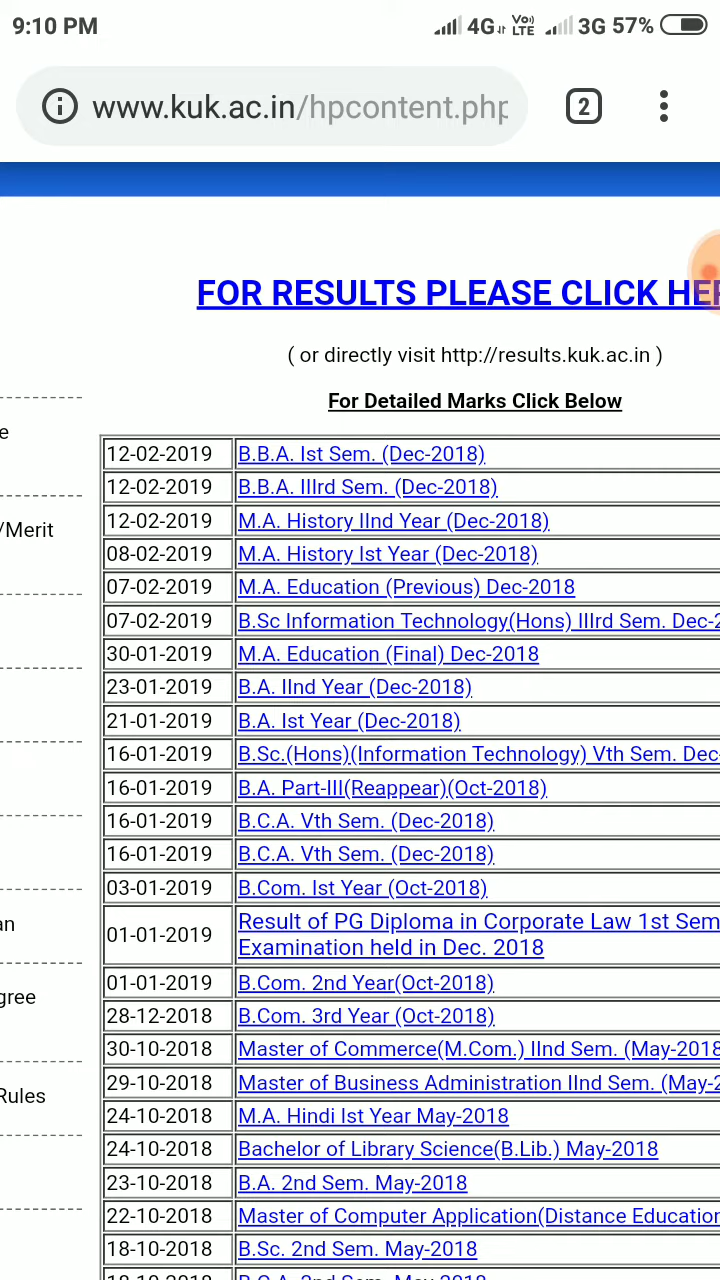 9:10 PM 4G Vo) LTE 3G 57%
www.kuk.ac.in/hpcontent.php 2
FOR RESULTS PLEASE CLICK HER
( or directly visit http://results.kuk.ac.in )
For Detailed Marks Click Below
e
/Merit
an
gree
Rules
12-02-2019 B.B.A. Ist Sem. (Dec-2018)
12-02-2019 B.B.A. IIIrd Sem. (Dec-2018)
12-02-2019 M.A. History IInd Year (Dec-2018)
08-02-2019 M.A. History Ist Year (Dec-2018)
07-02-2019 M.A. Education (Previous) Dec-2018
07-02-2019 B.Sc Information Technology(Hons) IIIrd Sem. Dec-2
30-01-2019 M.A. Education (Final) Dec-2018
23-01-2019 B.A. IInd Year (Dec-2018)
21-01-2019 B.A. Ist Year (Dec-2018)
16-01-2019 B.Sc.(Hons)(Information Technology) Vth Sem. Dec-
16-01-2019 B.A. Part-III(Reappear)(Oct-2018)
16-01-2019 B.C.A. Vth Sem. (Dec-2018)
16-01-2019 B.C.A. Vth Sem. (Dec-2018)
03-01-2019 B.Com. Ist Year (Oct-2018)
01-01-2019 Result of PG Diploma in Corporate Law 1st Sem
Examination held in Dec. 2018
01-01-2019 B.Com. 2nd Year(Oct-2018)
28-12-2018 B.Com. 3rd Year (Oct-2018)
30-10-2018 Master of Commerce(M.Com.) IInd Sem. (May-2018
29-10-2018 Master of Business Administration IInd Sem. (May-2
24-10-2018 M.A. Hindi Ist Year May-2018
24-10-2018 Bachelor of Library Science(B.Lib.) May-2018
23-10-2018 B.A. 2nd Sem. May-2018
22-10-2018 Master of Computer Application(Distance Education
18-10-2018 B.Sc. 2nd Sem. May-2018
18-10-2018 B.C.A. 2nd Sem. May-2018